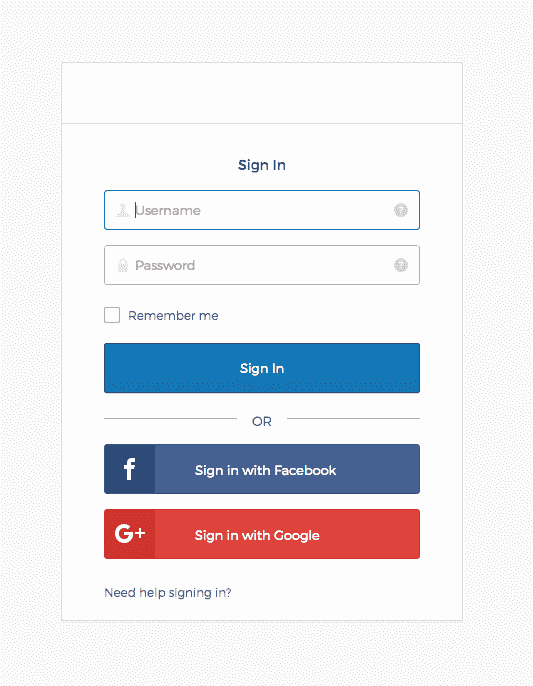 Sign In
Username
Password
Remember me
Sign In
OR
f
Sign in with Facebook
G+
Sign in with Google
Need help signing in?